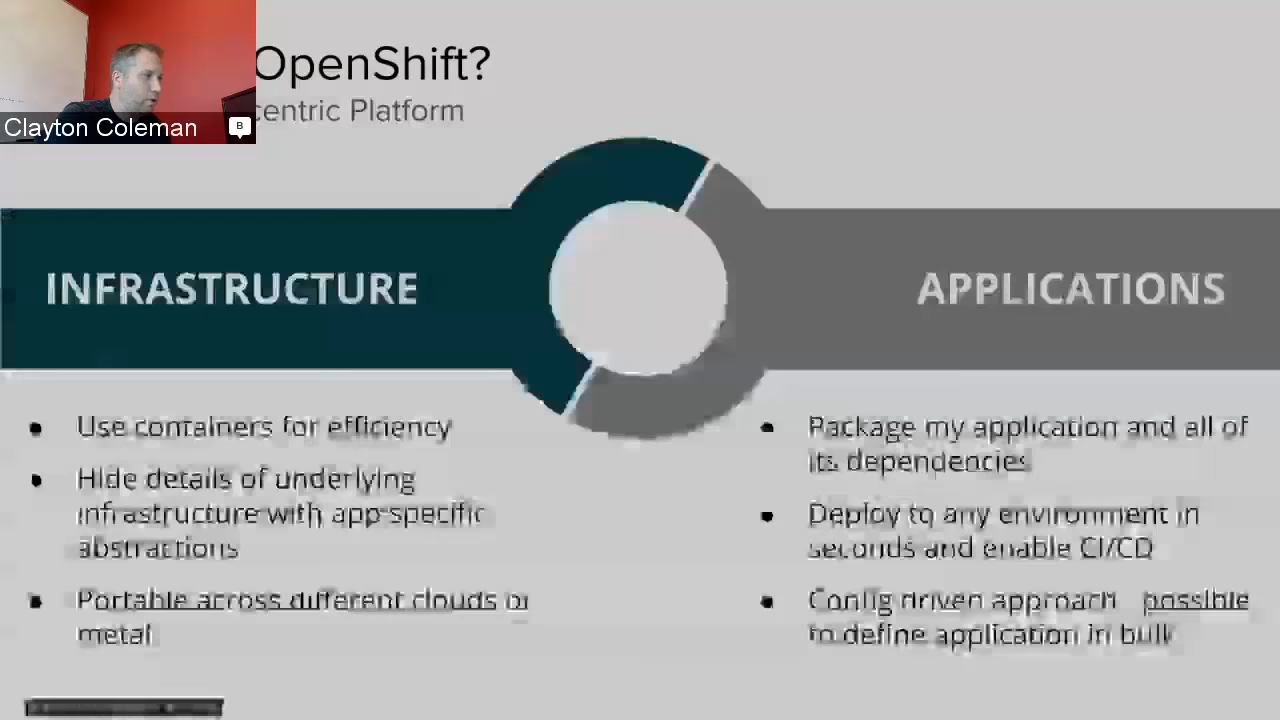 OpenShift?
centric Platform
Clayton Coleman
B
INFRASTRUCTURE
APPLICATIONS
• Use containers for efficiency
• Hide details of underlying
infrastructure with app-specific
abstractions
• Portable across different clouds or
metal
• Package my application and all of
its dependencies
• Deploy to any environment in
seconds and enable CI/CD
• Config driven approach possible
to define application in bulk